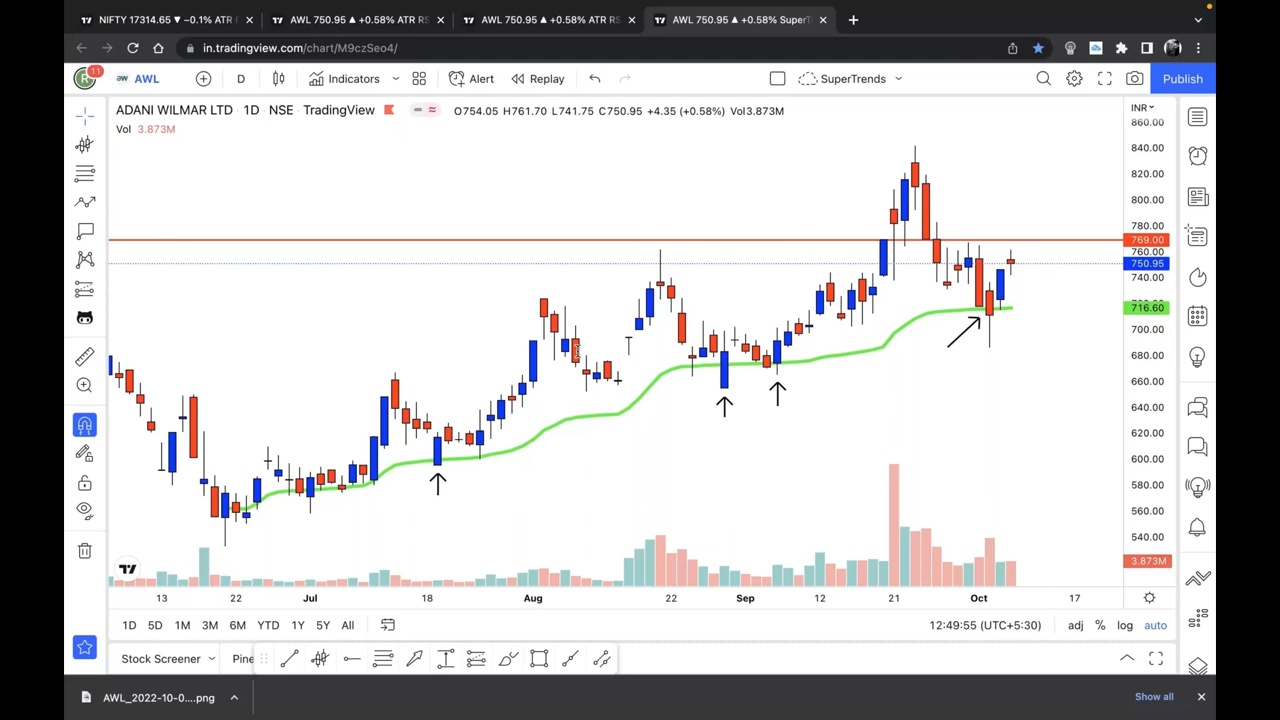 NIFTY 17314.65 ▼ −0.1% ATR R
AWL 750.95 ▲ +0.58% ATR RS
AWL 750.95 ▲ +0.58% ATR RS
AWL 750.95 ▲ +0.58% SuperT
in.tradingview.com/chart/M9czSeo4/
11
R
aw AWL
D
Indicators
Alert
Replay
SuperTrends
Publish
ADANI WILMAR LTD · 1D · NSE · TradingView
O754.05 H761.70 L741.75 C750.95 +4.35 (+0.58%) Vol3.873M
Vol 3.873M
INR
860.00
840.00
820.00
800.00
780.00
769.00
760.00
750.95
740.00
716.60
700.00
680.00
660.00
640.00
620.00
600.00
580.00
560.00
540.00
3.873M
13 22 Jul 18 Aug 22 Sep 12 21 Oct 17
1D 5D 1M 3M 6M YTD 1Y 5Y All
12:49:55 (UTC+5:30)
adj % log auto
Stock Screener
Pine
AWL_2022-10-0....png
Show all